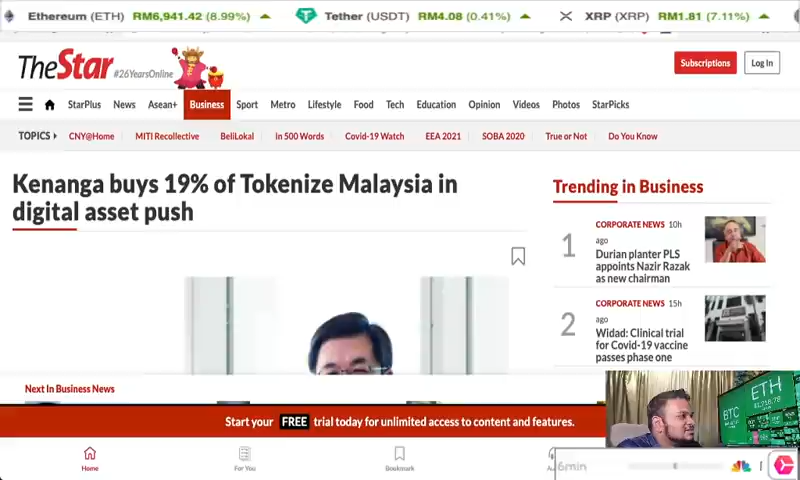 Ethereum (ETH) RM6,941.42 (8.99%) Tether (USDT) RM4.08 (0.41%) XRP (XRP) RM1.81 (7.11%)
TheStar #26YearsOnline
Subscriptions Log In
StarPlus News Asean+ Business Sport Metro Lifestyle Food Tech Education Opinion Videos Photos StarPicks
TOPICS CNY@Home MITI Recollective BeliLokal In 500 Words Covid-19 Watch EEA 2021 SOBA 2020 True or Not Do You Know
Kenanga buys 19% of Tokenize Malaysia in
digital asset push
Trending in Business
1 CORPORATE NEWS 10h
ago
Durian planter PLS
appoints Nazir Razak
as new chairman
2 CORPORATE NEWS 15h
ago
Widad: Clinical trial
for Covid-19 vaccine
passes phase one
Next In Business News
BTC ETH
Start your FREE trial today for unlimited access to content and features.
Home For You Bookmark
6min